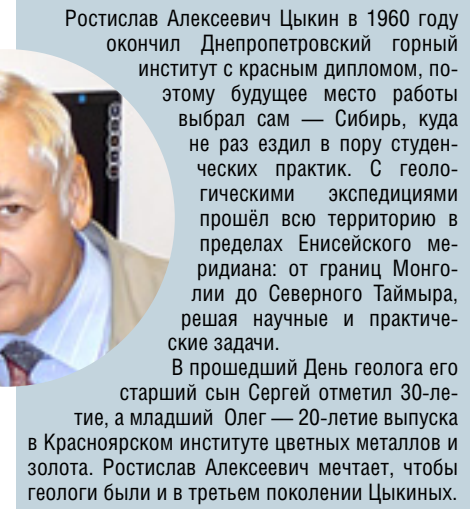 Ростислав Алексеевич Цыкин в 1960 году
окончил Днепропетровский горный
институт с красным дипломом, по-
этому будущее место работы
выбрал сам — Сибирь, куда
не раз ездил в пору студен-
ческих практик. С геоло-
гическими экспедициями
прошёл всю территорию в
пределах Енисейского ме-
ридиана: от границ Монго-
лии до Северного Таймыра,
решая научные и практиче-
ские задачи.
В прошедший День геолога его
старший сын Сергей отметил 30-ле-
тие, а младший Олег — 20-летие выпуска
в Красноярском институте цветных металлов и
золота. Ростислав Алексеевич мечтает, чтобы
геологи были и в третьем поколении Цыкиных.